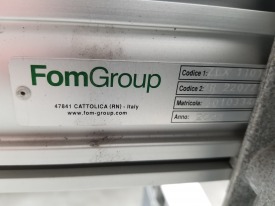 FomGroup
47841 CATTOLICA (RN) - Italy
www.fom-group.com
Codice 1:
Codice 2:
Matricola:
Anno: